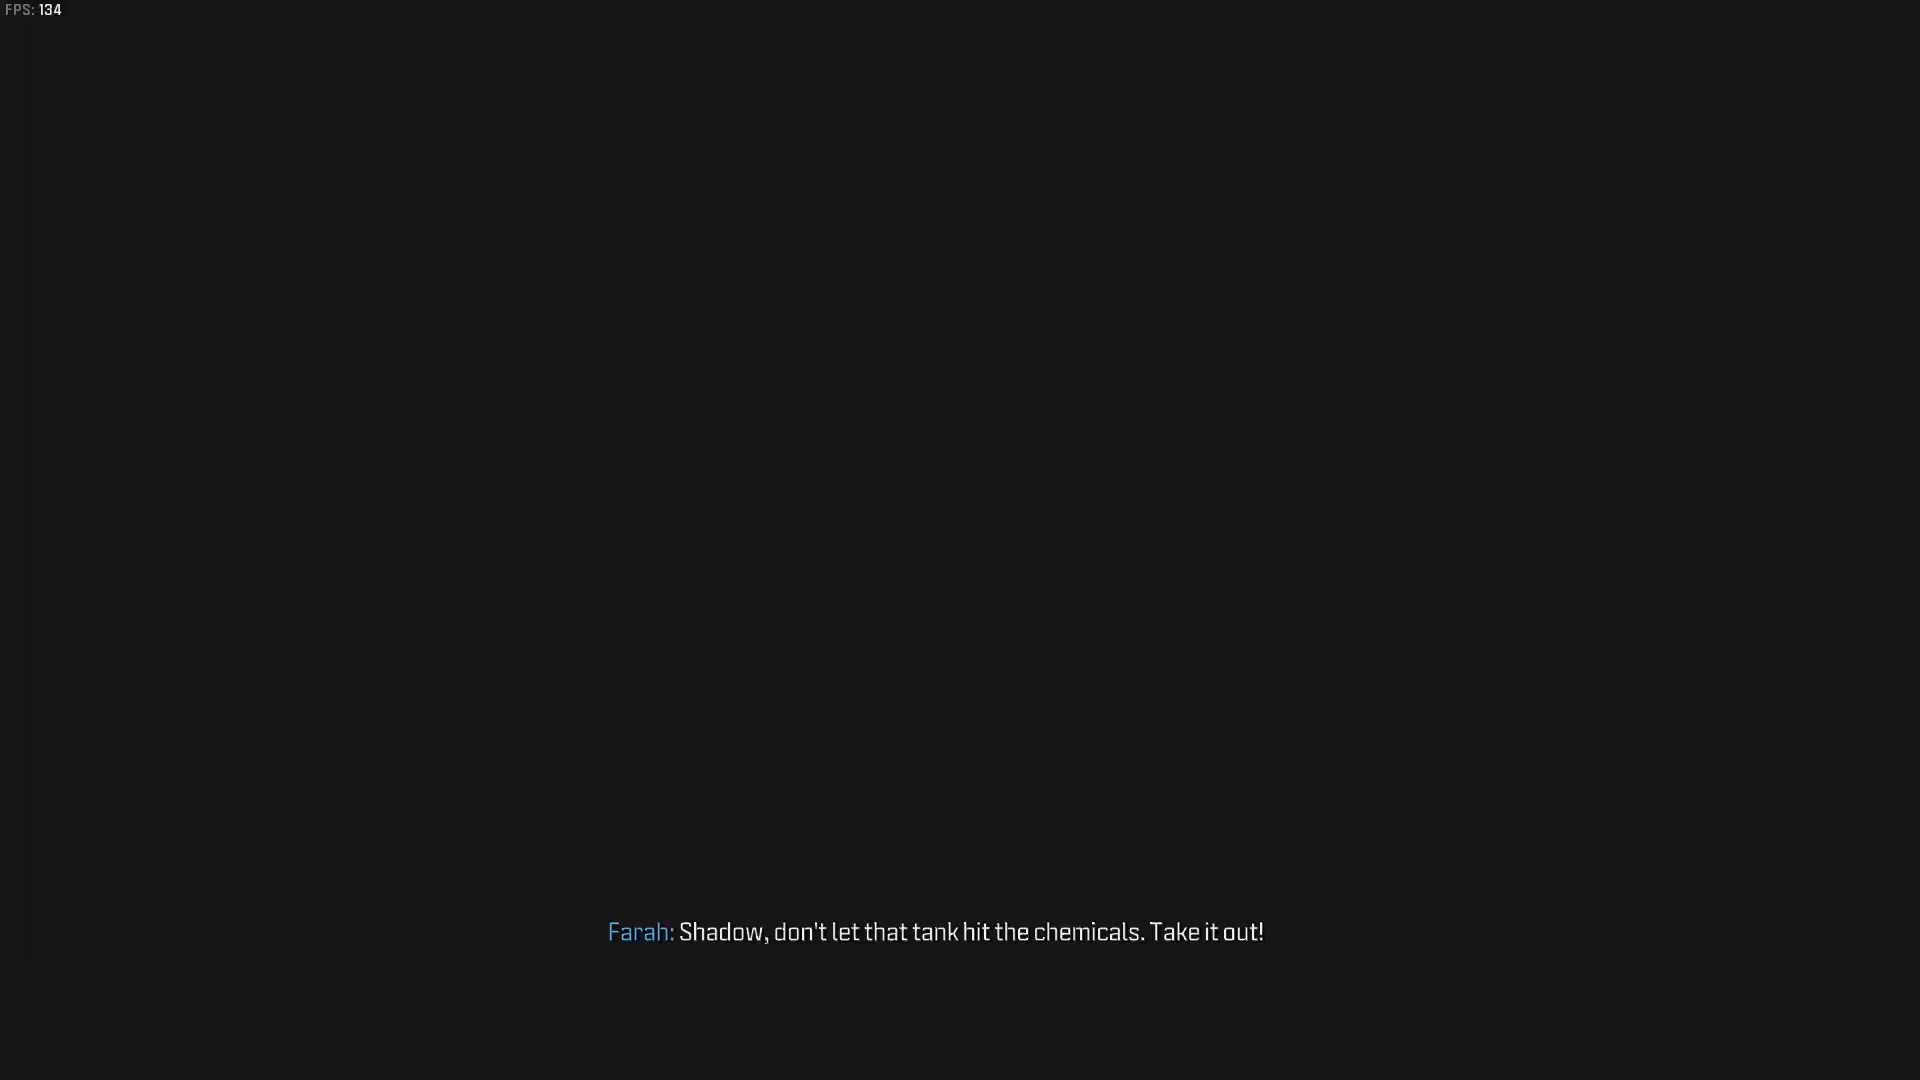 FPS: 134
Farah: Shadow, don't let that tank hit the chemicals. Take it out!